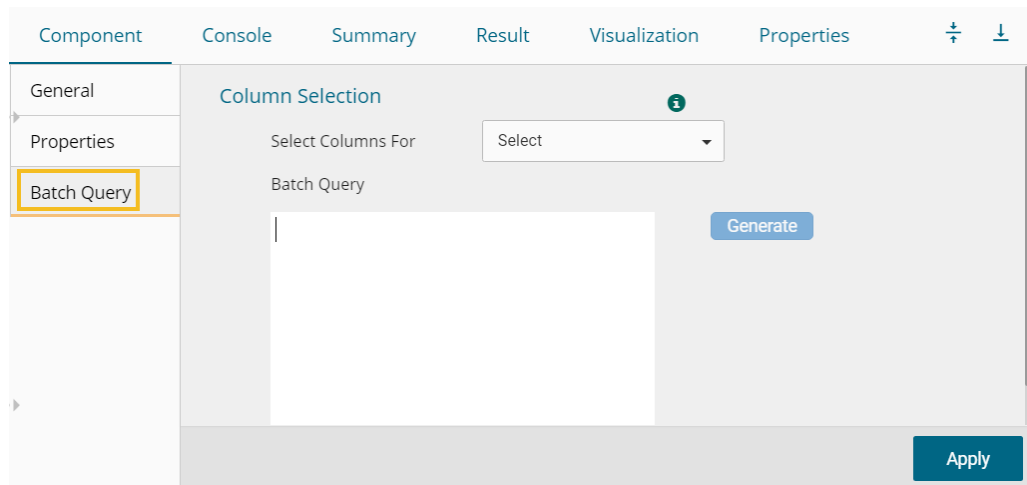 Component Console Summary Result Visualization Properties
General
Properties
Batch Query
Column Selection
Select Columns For Select
Batch Query
Generate
Apply